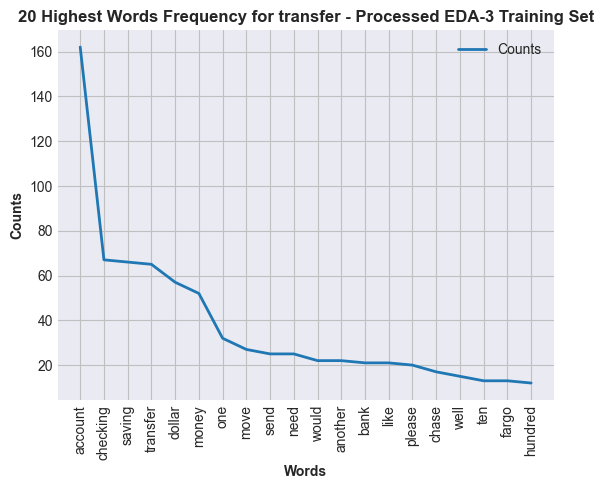 20 Highest Words Frequency for transfer - Processed EDA-3 Training Set
Counts
160
140
120
100
80
60
40
20
Counts
account
checking
saving
transfer
dollar
money
one
move
send
need
would
another
bank
like
please
chase
well
ten
fargo
hundred
Words